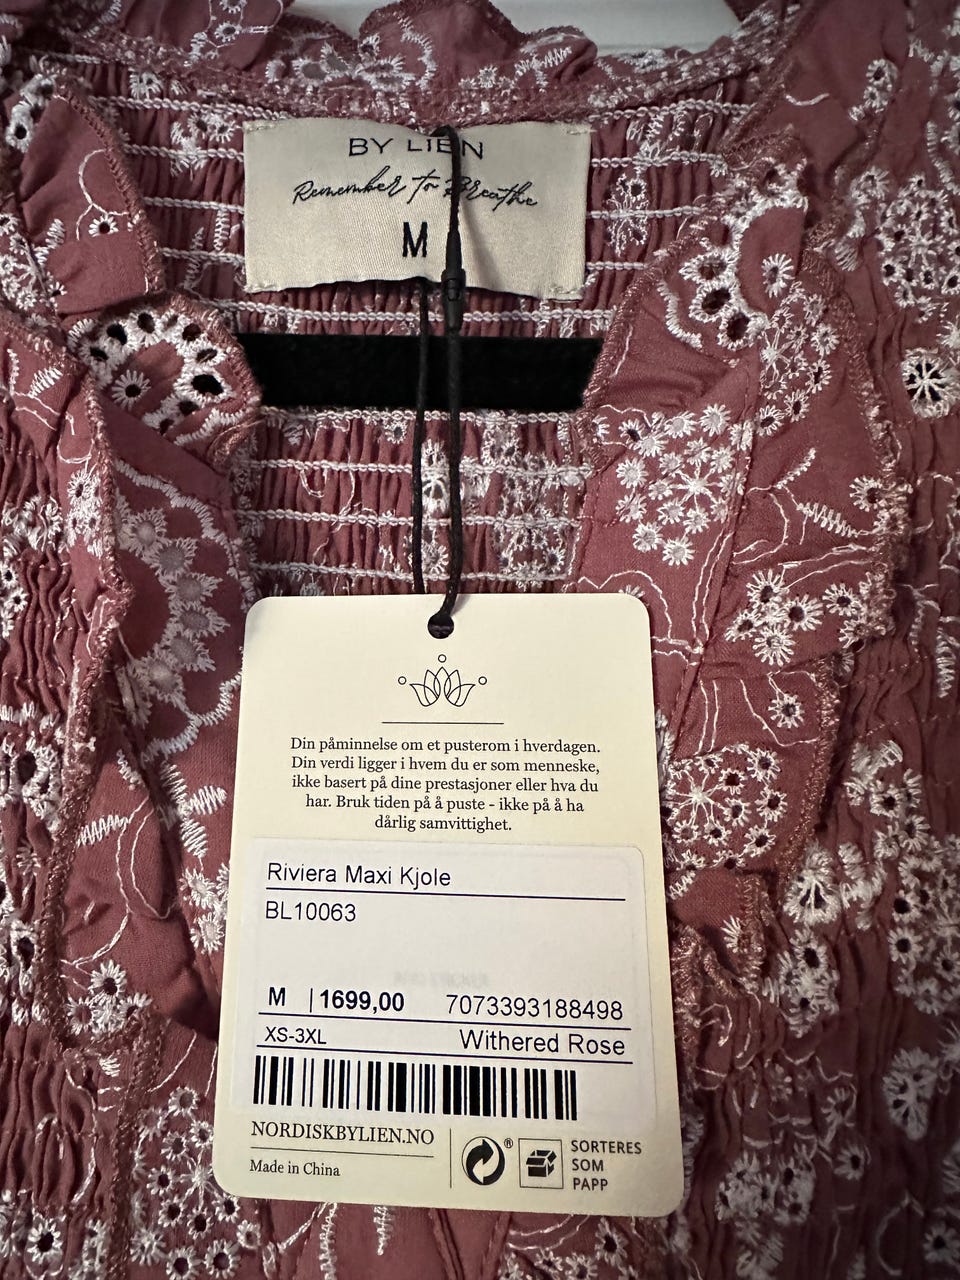 BY LIEN
Remember to Breathe
M
Din påminnelse om et pusterom i hverdagen.
Din verdi ligger i hvem du er som menneske,
ikke basert på dine prestasjoner eller hva du
har. Bruk tiden på å puste - ikke på å ha
dårlig samvittighet.
Riviera Maxi Kjole
BL10063
M | 1699,00 7073393188498
XS-3XL Withered Rose
NORDISKBYLIEN.NO
Made in China
®
SORTERES
SOM
PAPP